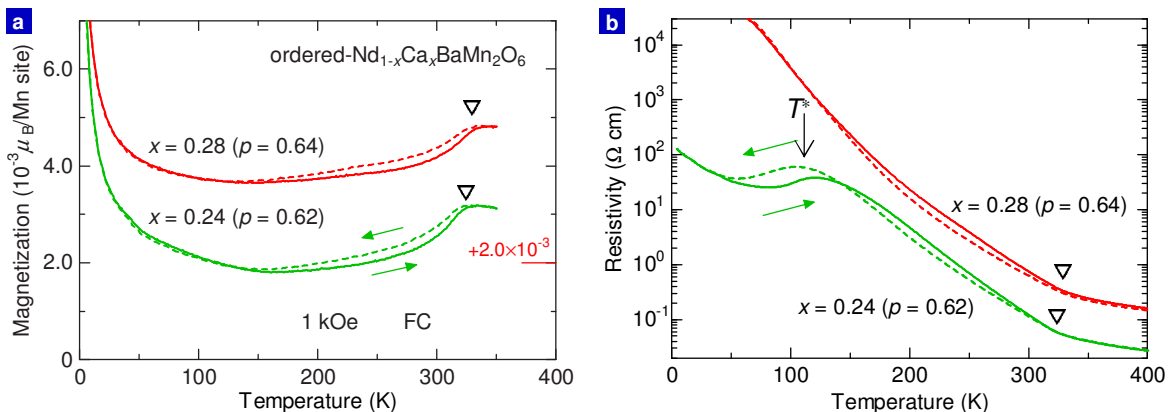 a
ordered-Nd1-xCaxBaMn2O6
x = 0.28 (p = 0.64)
x = 0.24 (p = 0.62)
+2.0×10-3
1 kOe FC
Magnetization (10-3 μB/Mn site)
6.0
4.0
2.0
0
0 100 200 300 400
Temperature (K)
b
T*
x = 0.28 (p = 0.64)
x = 0.24 (p = 0.62)
Resistivity (Ω cm)
104
103
102
101
100
10-1
0 100 200 300 400
Temperature (K)